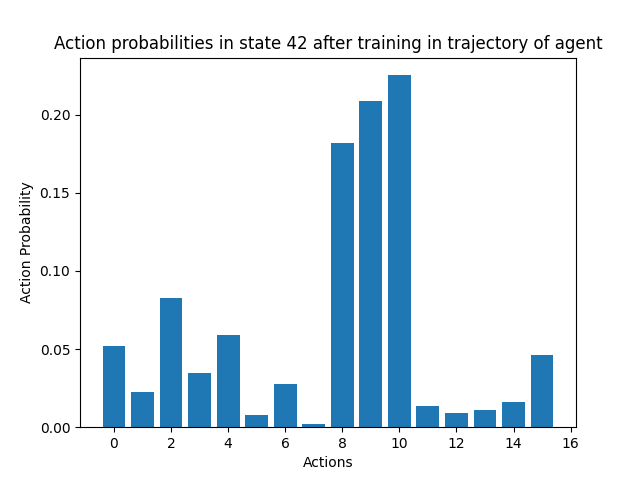 Action probabilities in state 42 after training in trajectory of agent
Action Probability
0.20
0.15
0.10
0.05
0.00
0 2 4 6 8 10 12 14 16
Actions